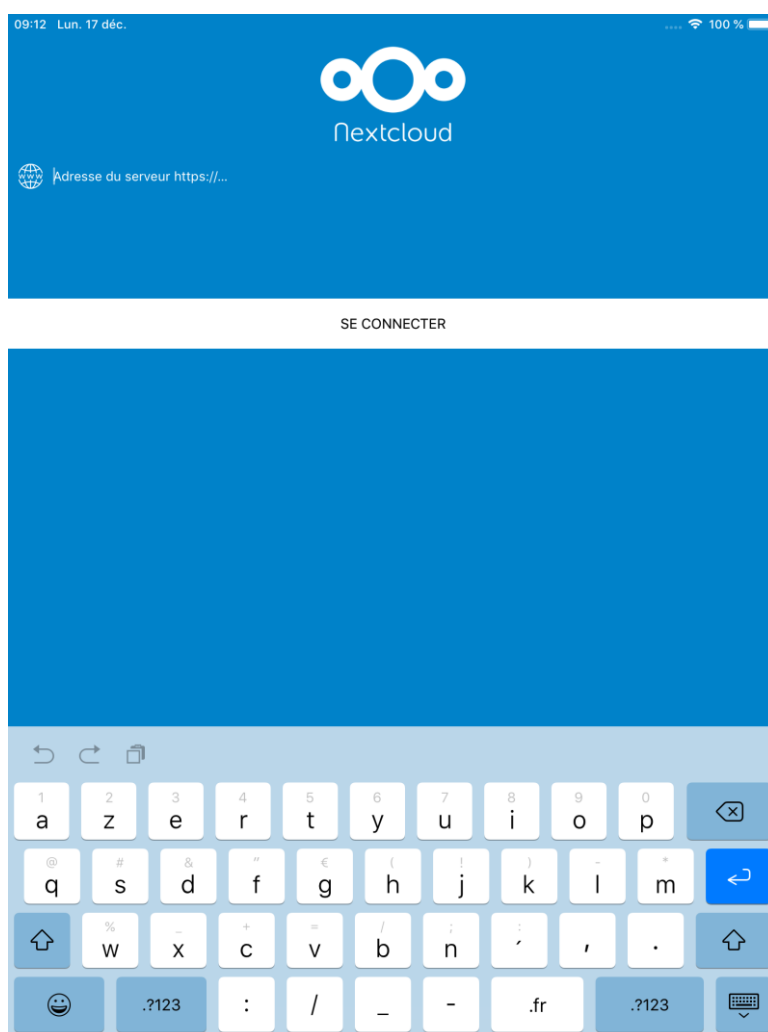 09:12 Lun. 17 déc.
100 %
Nextcloud
www
Adresse du serveur https://...
SE CONNECTER
1 2 3 4 5 6 7 8 9 0
a z e r t y u i o p
@ # & " € ( ! ) - *
q s d f g h j k l m
% _ + = / ; :
w x c v b n ´ , .
.?123 : / _ - .fr .?123